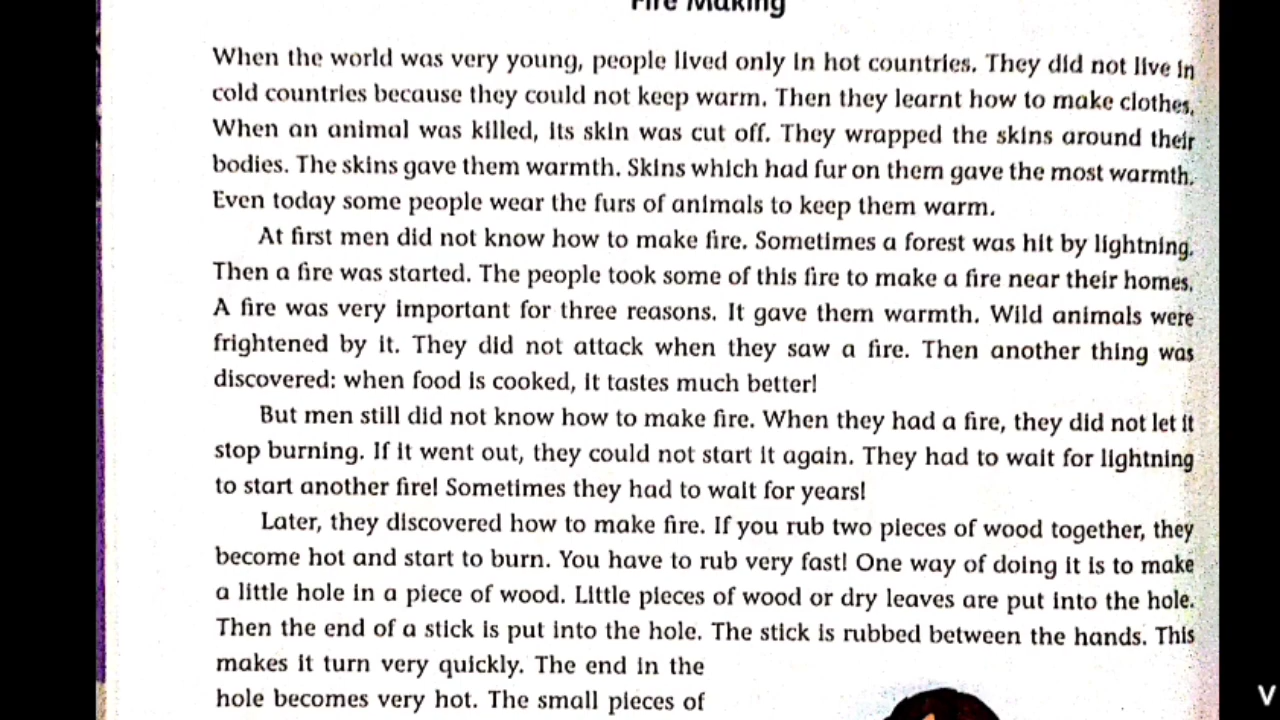 Fire Making
When the world was very young, people lived only in hot countries. They did not live in
cold countries because they could not keep warm. Then they learnt how to make clothes.
When an animal was killed, its skin was cut off. They wrapped the skins around their
bodies. The skins gave them warmth. Skins which had fur on them gave the most warmth.
Even today some people wear the furs of animals to keep them warm.
At first men did not know how to make fire. Sometimes a forest was hit by lightning.
Then a fire was started. The people took some of this fire to make a fire near their homes.
A fire was very important for three reasons. It gave them warmth. Wild animals were
frightened by it. They did not attack when they saw a fire. Then another thing was
discovered: when food is cooked, it tastes much better!
But men still did not know how to make fire. When they had a fire, they did not let it
stop burning. If it went out, they could not start it again. They had to wait for lightning
to start another fire! Sometimes they had to wait for years!
Later, they discovered how to make fire. If you rub two pieces of wood together, they
become hot and start to burn. You have to rub very fast! One way of doing it is to make
a little hole in a piece of wood. Little pieces of wood or dry leaves are put into the hole.
Then the end of a stick is put into the hole. The stick is rubbed between the hands. This
makes it turn very quickly. The end in the
hole becomes very hot. The small pieces of
V